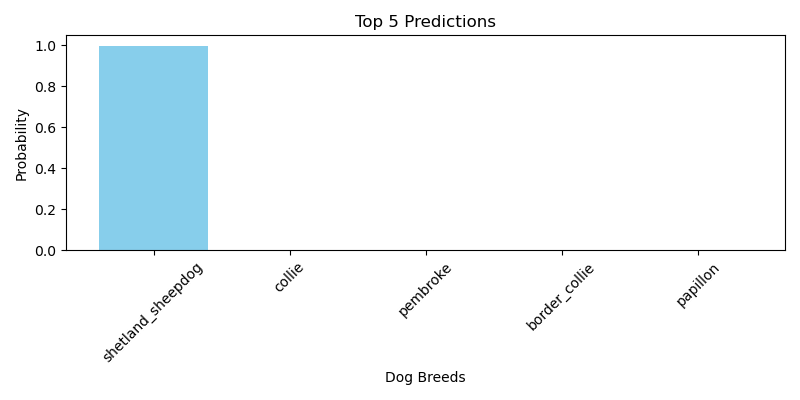 Top 5 Predictions
Probability
1.0
0.8
0.6
0.4
0.2
0.0
shetland_sheepdog
collie
pembroke
border_collie
papillon
Dog Breeds